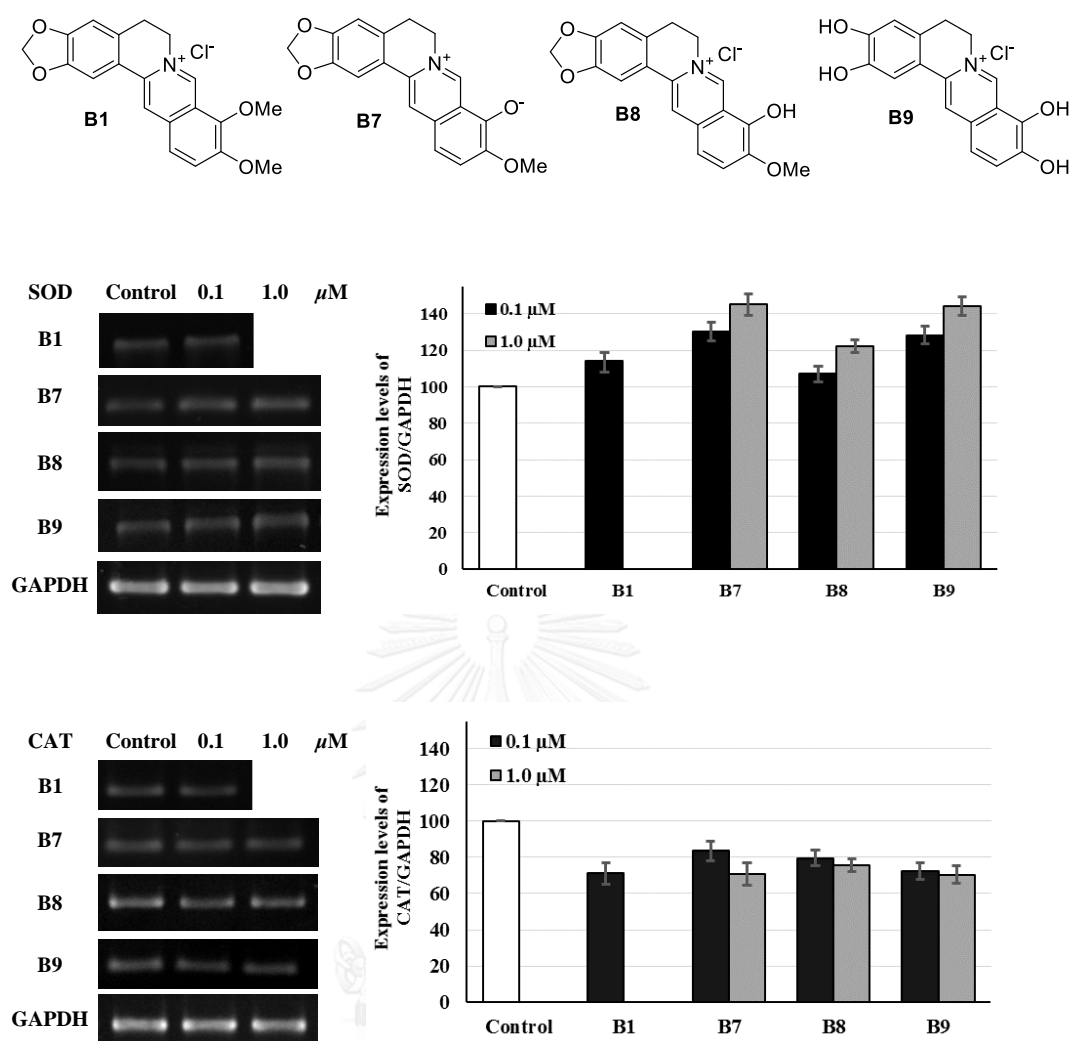 O
O
N⁺
Cl⁻
OMe
OMe
B1
O
O
N⁺
O⁻
OMe
B7
O
O
N⁺
Cl⁻
OH
OMe
B8
HO
HO
N⁺
Cl⁻
OH
OH
B9
SOD Control 0.1 1.0 µM
B1
B7
B8
B9
GAPDH
Expression levels of
SOD/GAPDH
0.1 µM
1.0 µM
140
120
100
80
60
40
20
0
Control B1 B7 B8 B9
CAT Control 0.1 1.0 µM
B1
B7
B8
B9
GAPDH
Expression levels of
CAT/GAPDH
0.1 µM
1.0 µM
140
120
100
80
60
40
20
0
Control B1 B7 B8 B9